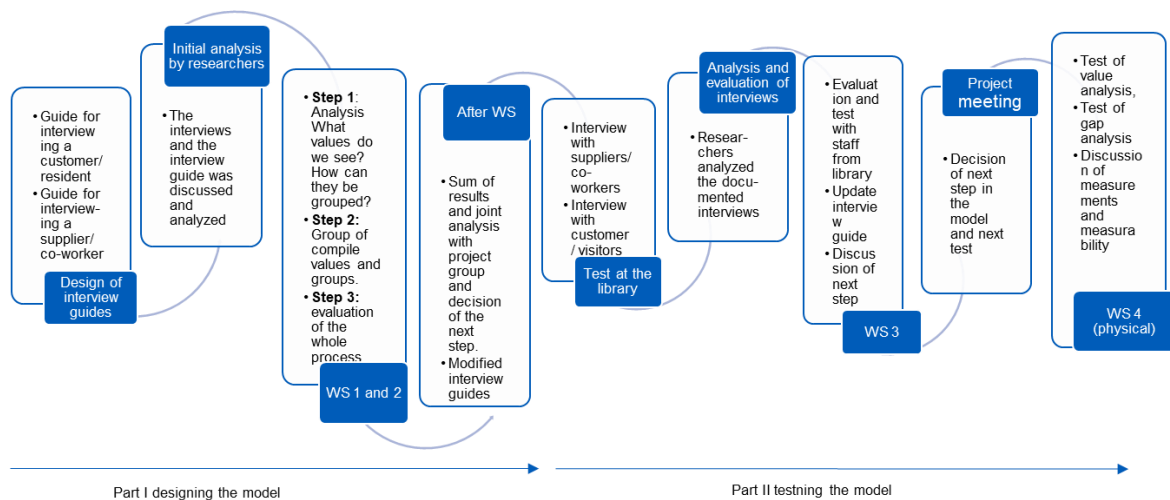 • Guide for
interview
ing a
customer/
resident
• Guide for
interview-
ing a
supplier/
co-worker
Design of
interview
guides
Initial analysis
by researchers
• The
interviews
and the
interview
guide was
discussed
and
analyzed
• Step 1:
Analysis
What
values do
we see?
How can
they be
grouped?
• Step 2:
Group of
compile
values and
groups.
• Step 3:
evaluation
of the
whole
process
WS 1 and 2
After WS
• Sum of
results and
joint analysis
with
project
group and
decision
of the next
step.
• Modified
interview
guides
• Interview
with
suppliers/
co-
workers
• Interview
with
customer
/ visitors
Test at the
library
Analysis and
evaluation of
interviews
• Resear-
chers
analyzed
the docu-
mented
interviews
• Evaluat
ion and
test with
staff from
library
• Update
intervie
w
guide
• Discus
sion of
next step
WS 3
Project
meeting
• Decision
of next
step in
the
model
and next
test
• Test of
value
analysis,
• Test of
gap
analysis
• Discussio
n of
measure
ments
and
measura
bility
WS 4
(physical)
Part I designing the model
Part II testning the model